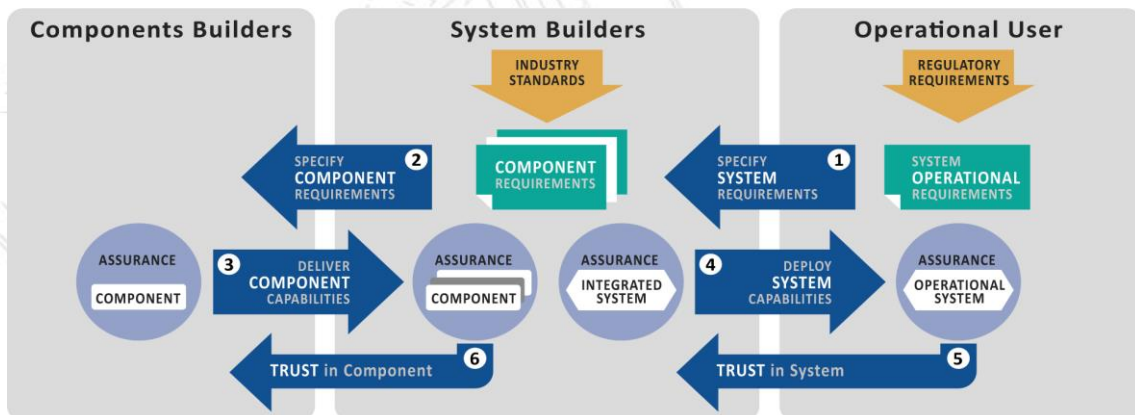 Components Builders
System Builders
Operational User
INDUSTRY
STANDARDS
REGULATORY
REQUIREMENTS
SPECIFY
COMPONENT
REQUIREMENTS
2
COMPONENT
REQUIREMENTS
SPECIFY
SYSTEM
REQUIREMENTS
1
SYSTEM
OPERATIONAL
REQUIREMENTS
ASSURANCE
COMPONENT
3
DELIVER
COMPONENT
CAPABILITIES
ASSURANCE
COMPONENT
ASSURANCE
INTEGRATED
SYSTEM
4
DEPLOY
SYSTEM
CAPABILITIES
ASSURANCE
OPERATIONAL
SYSTEM
TRUST in Component
6
TRUST in System
5